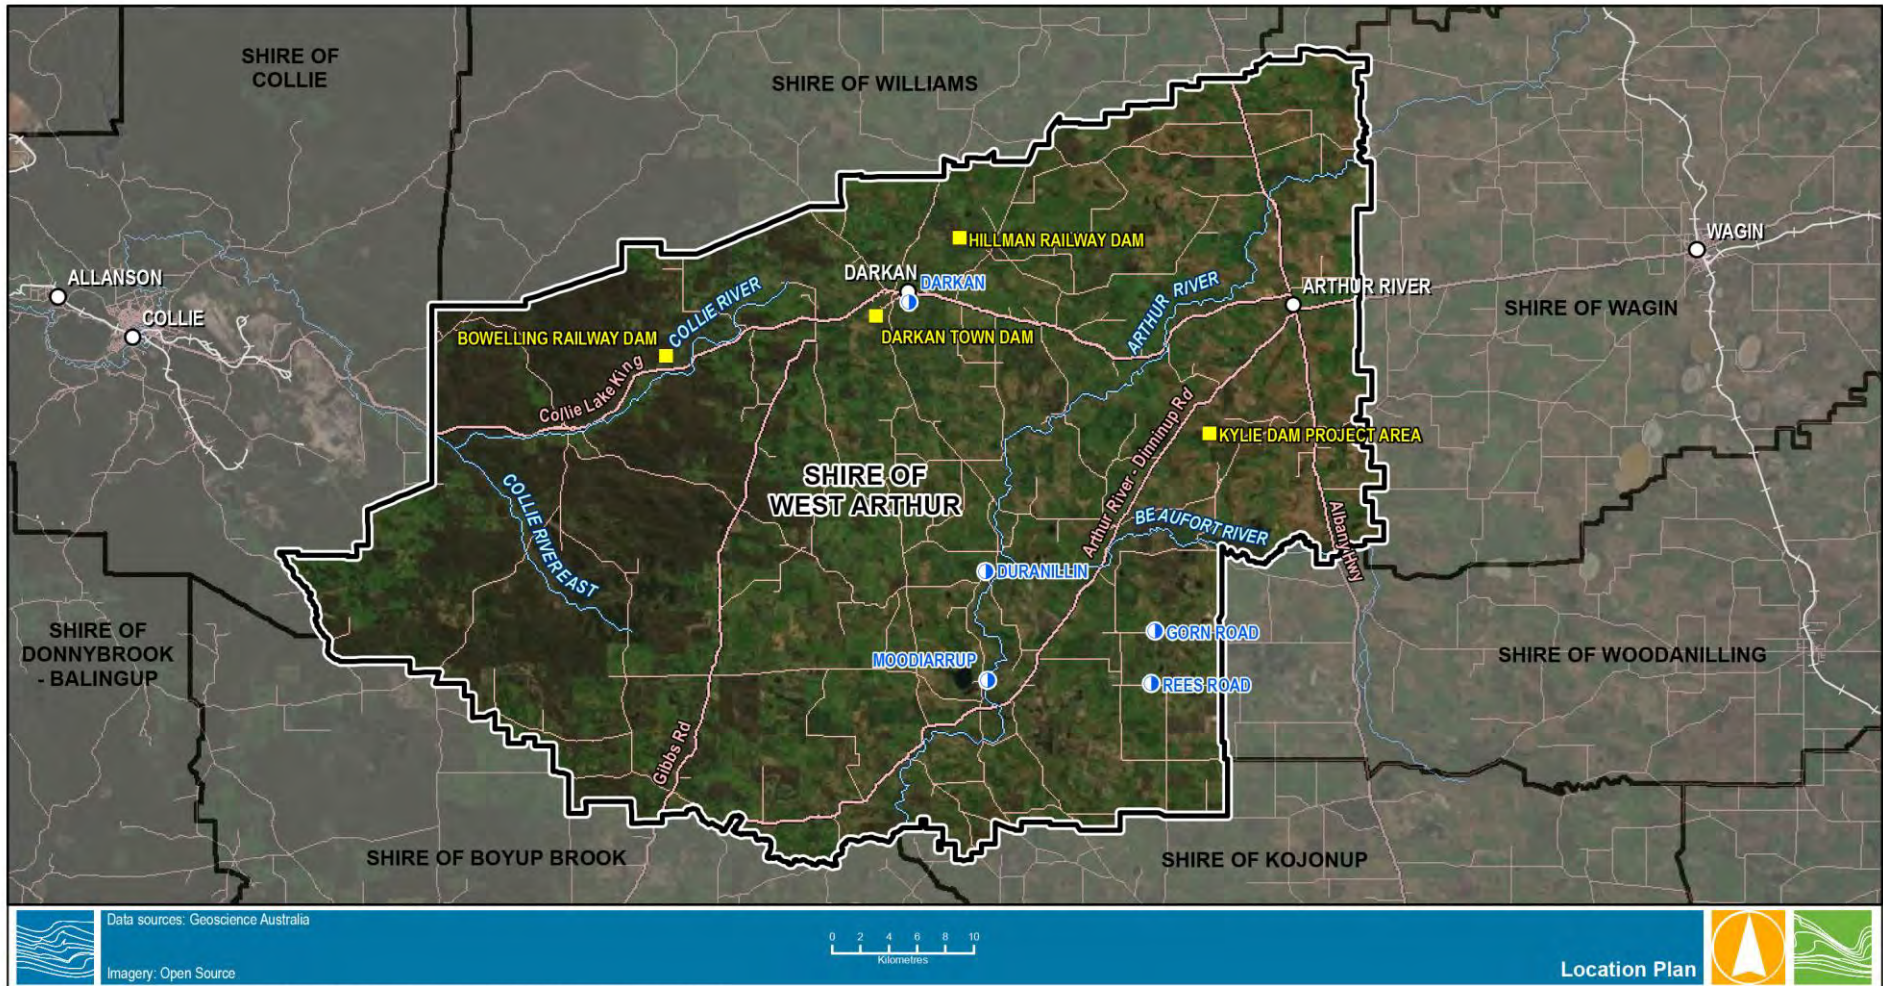 SHIRE OF
COLLIE
SHIRE OF WILLIAMS
HILLMAN RAILWAY DAM
WAGIN
ALLANSON
DARKAN
DARKAN
COLLIE RIVER
ARTHUR RIVER
ARTHUR RIVER
SHIRE OF WAGIN
COLLIE
BOWELLING RAILWAY DAM
DARKAN TOWN DAM
Collie Lake King
Arthur River - Dinninup Rd
KYLIE DAM PROJECT AREA
SHIRE OF
WEST ARTHUR
COLLIE RIVER EAST
BEAUFORT RIVER
Albany Hwy
DURANILLIN
SHIRE OF
DONNYBROOK
- BALINGUP
GORN ROAD
MOODIARRUP
SHIRE OF WOODANILLING
REES ROAD
Gibbs Rd
SHIRE OF BOYUP BROOK
SHIRE OF KOJONUP
Data sources: Geoscience Australia
0 2 4 6 8 10
Kilometres
Imagery: Open Source
Location Plan